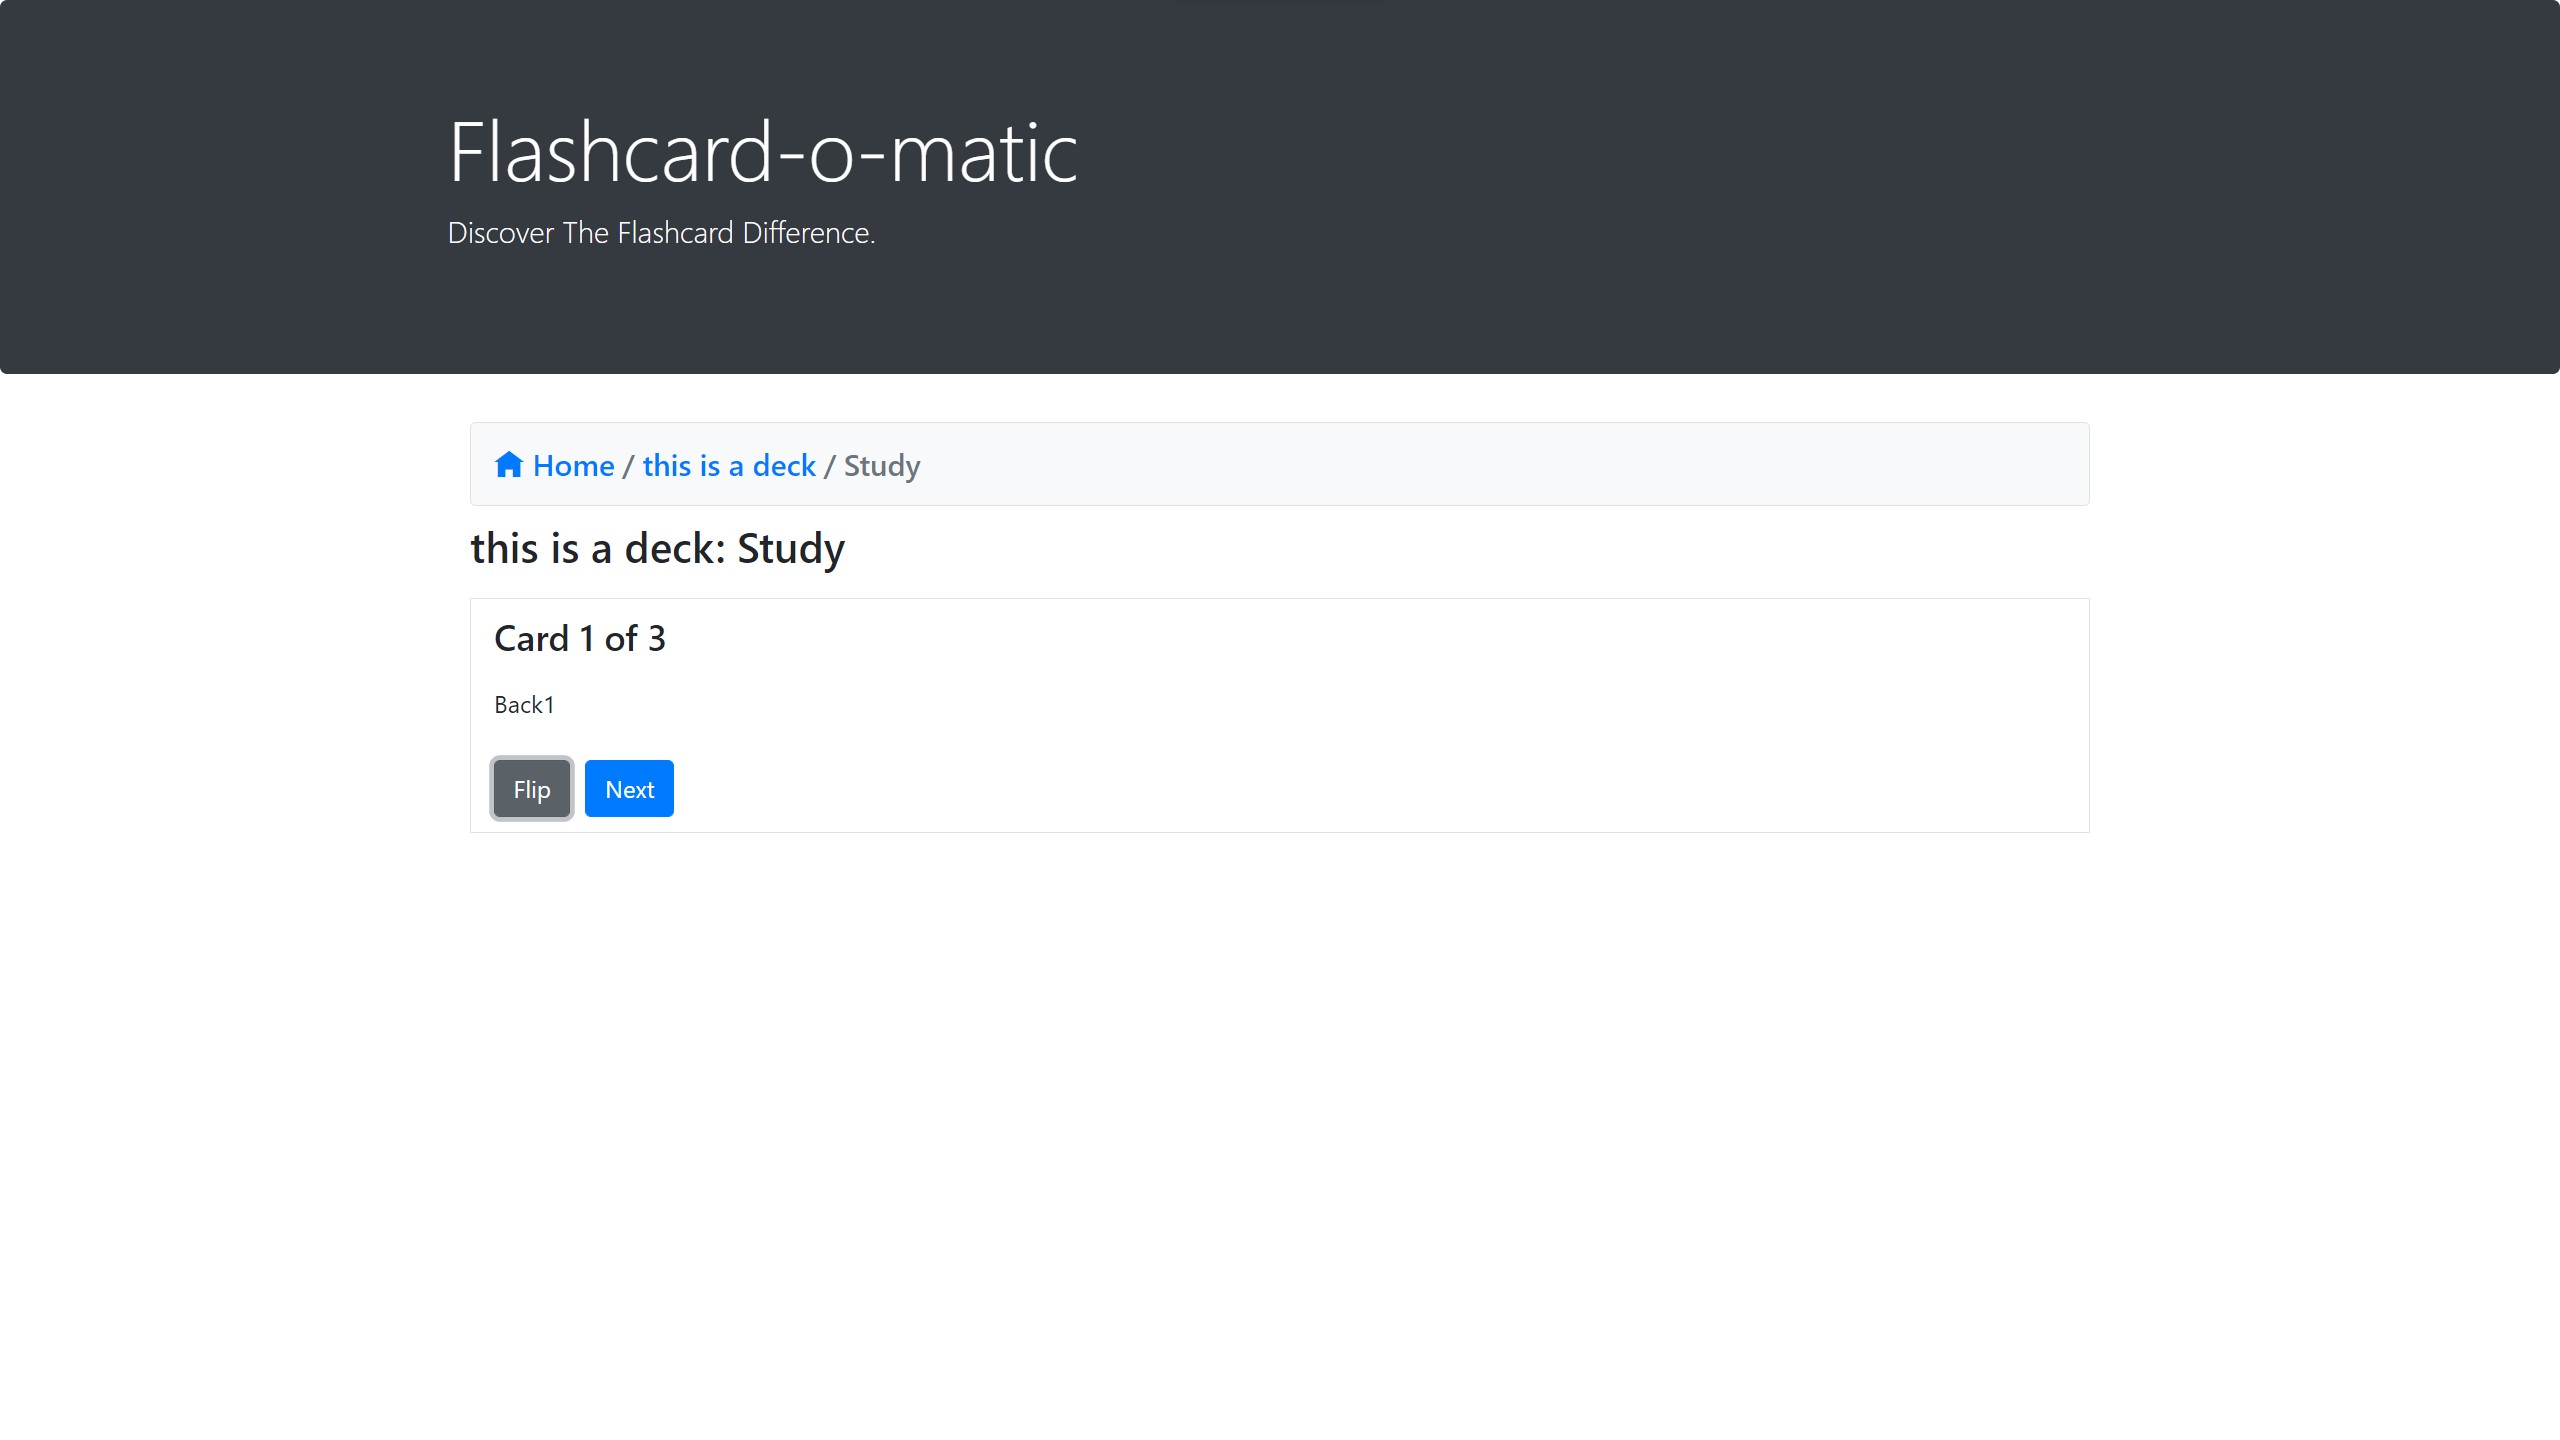 Flashcard-o-matic
Discover The Flashcard Difference.
Home / this is a deck / Study
this is a deck: Study
Card 1 of 3
Back1
Flip Next